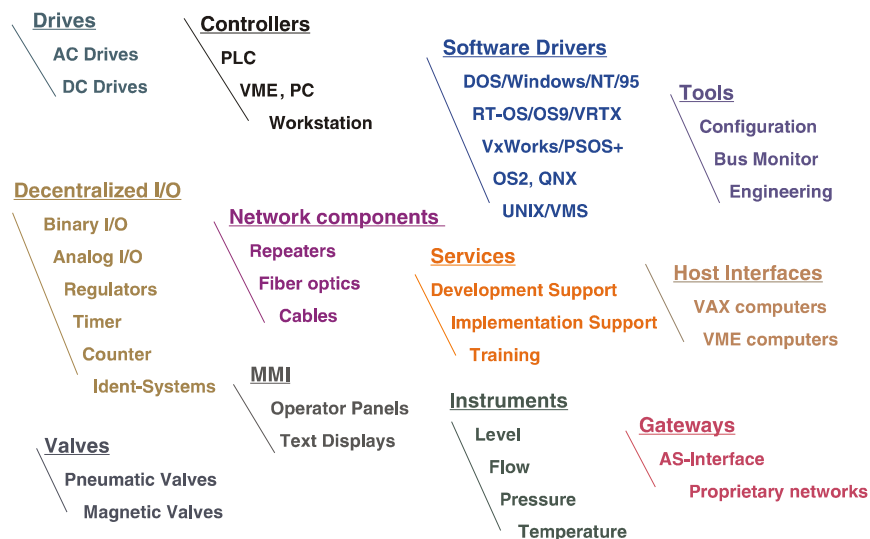 Drives
AC Drives
DC Drives
Controllers
PLC
VME, PC
Workstation
Software Drivers
DOS/Windows/NT/95
RT-OS/OS9/VRTX
VxWorks/PSOS+
OS2, QNX
UNIX/VMS
Tools
Configuration
Bus Monitor
Engineering
Decentralized I/O
Binary I/O
Analog I/O
Regulators
Timer
Counter
Ident-Systems
Network components
Repeaters
Fiber optics
Cables
Services
Development Support
Implementation Support
Training
Host Interfaces
VAX computers
VME computers
MMI
Operator Panels
Text Displays
Instruments
Level
Flow
Pressure
Temperature
Gateways
AS-Interface
Proprietary networks
Valves
Pneumatic Valves
Magnetic Valves